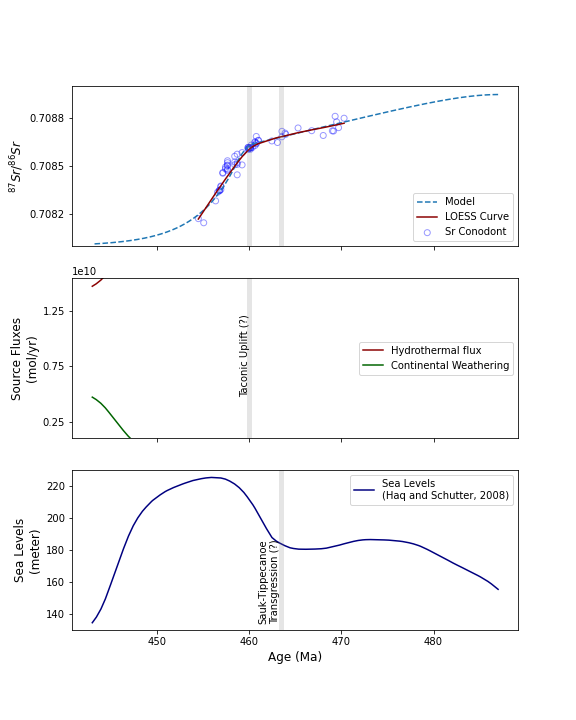 0.7088
0.7085
0.7082
⁸⁷Sr/⁸⁶Sr
Model
LOESS Curve
Sr Conodont
1e10
1.25
0.75
0.25
Source Fluxes
(mol/yr)
Taconic Uplift (?)
Hydrothermal flux
Continental Weathering
220
200
180
160
140
Sea Levels
(meter)
Sauk-Tippecanoe
Transgression (?)
Sea Levels
(Haq and Schutter, 2008)
450 460 470 480
Age (Ma)